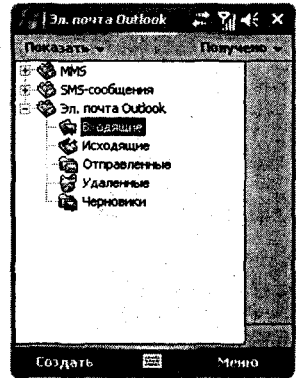 Эл. почта Outlook
Показать Получено
MMS
SMS-сообщения
Эл. почта Outlook
Входящие
Исходящие
Отправленные
Удаленные
Черновики
Создать Меню